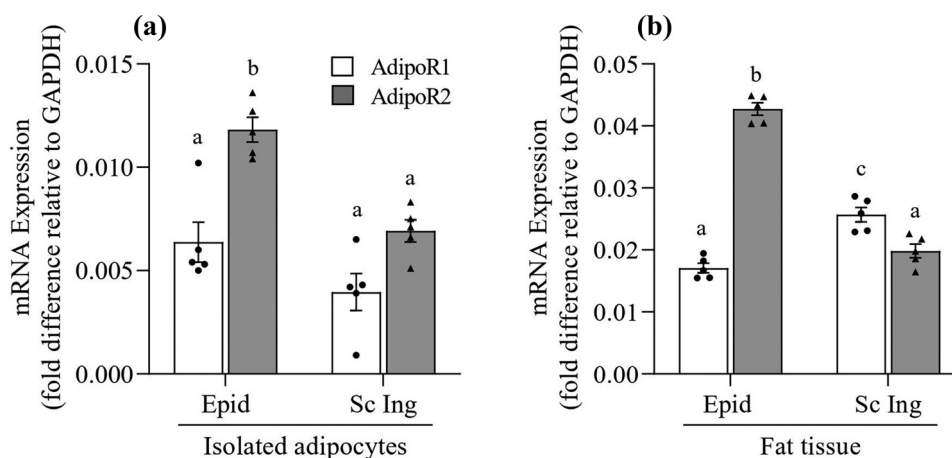 (a)
mRNA Expression
(fold difference relative to GAPDH)
0.015
0.010
0.005
0.000
AdipoR1
AdipoR2
a
b
a
a
Epid
Sc Ing
Isolated adipocytes
(b)
mRNA Expression
(fold difference relative to GAPDH)
0.05
0.04
0.03
0.02
0.01
0.00
a
b
c
a
Epid
Sc Ing
Fat tissue